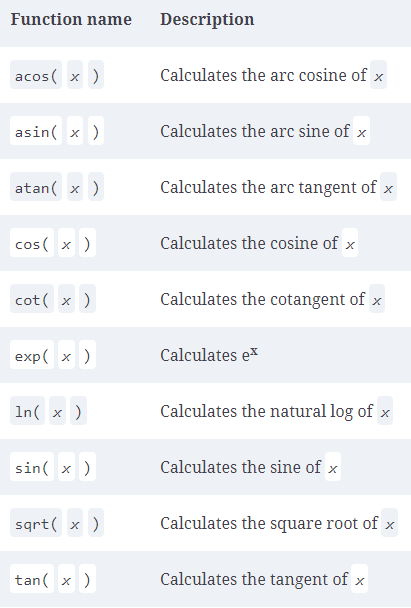 Function name Description
acos( x ) Calculates the arc cosine of x
asin( x ) Calculates the arc sine of x
atan( x ) Calculates the arc tangent of x
cos( x ) Calculates the cosine of x
cot( x ) Calculates the cotangent of x
exp( x ) Calculates eˣ
ln( x ) Calculates the natural log of x
sin( x ) Calculates the sine of x
sqrt( x ) Calculates the square root of x
tan( x ) Calculates the tangent of x